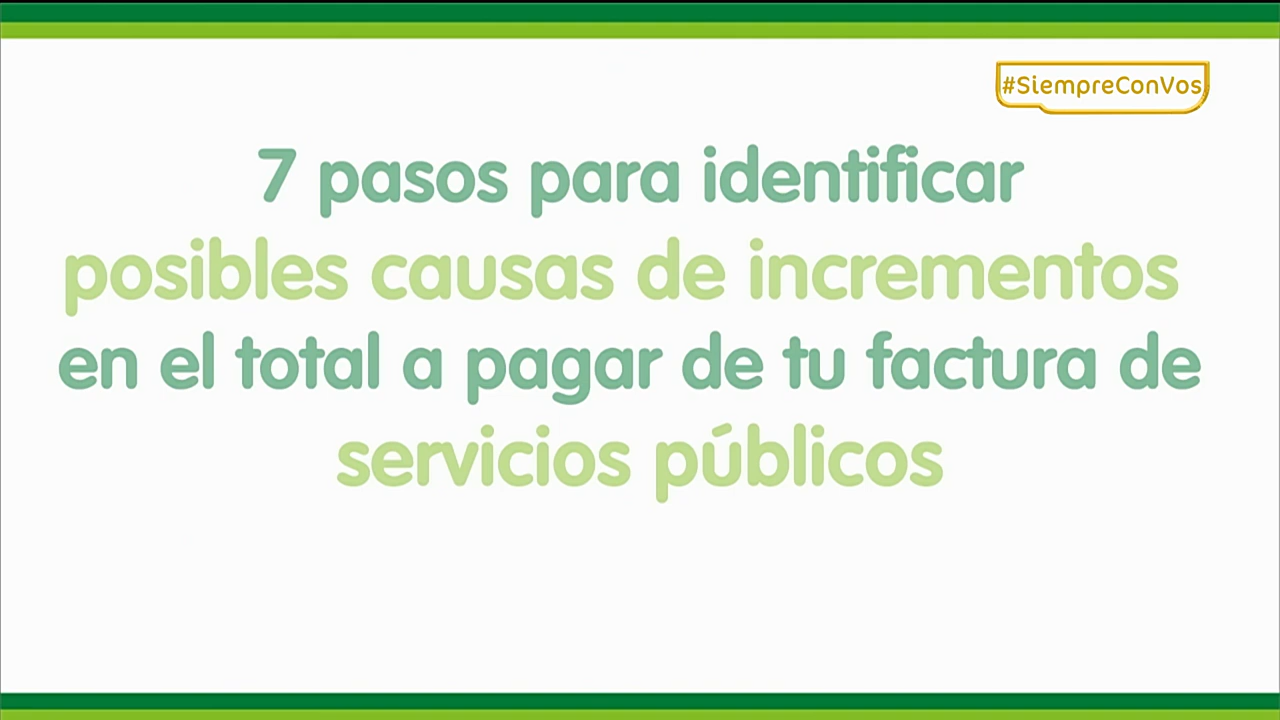 #SiempreConVos
7 pasos para identificar
posibles causas de incrementos
en el total a pagar de tu factura de
servicios públicos